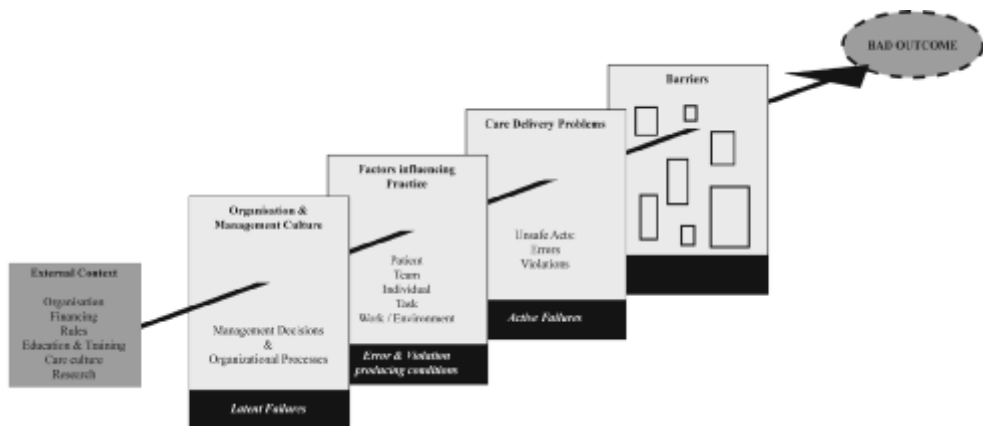 BAD OUTCOME
Barriers
Care Delivery Problems
Unsafe Acts:
Errors
Violations
Active Failures
Factors influencing
Practice
Patient
Team
Individual
Task
Work / Environment
Error & Violation
producing conditions
Organisation &
Management Culture
Management Decisions
&
Organizational Processes
Latent Failures
External Context
Organisation
Financing
Rules
Education & Training
Care culture
Research